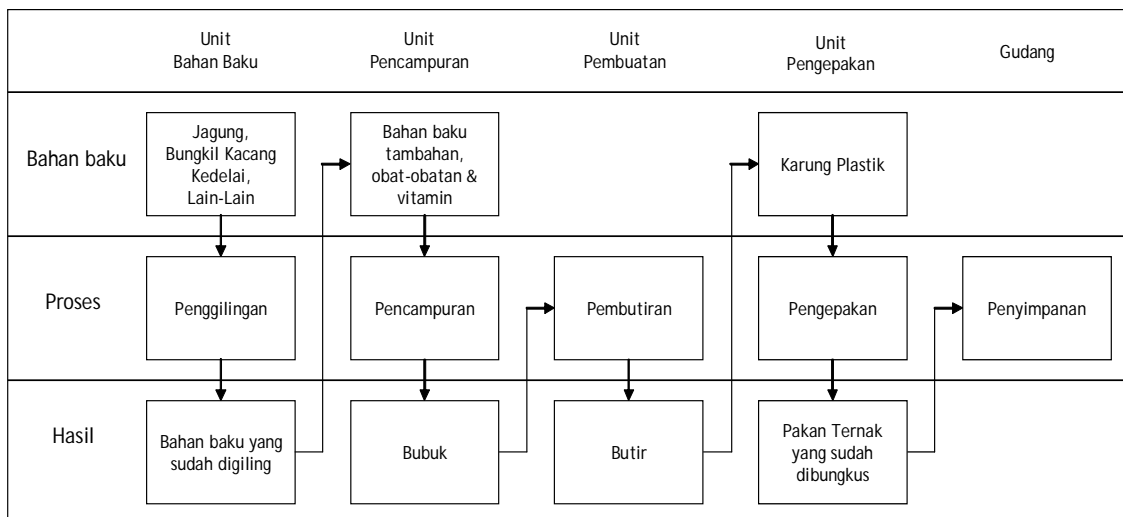 Unit
Bahan Baku
Unit
Pencampuran
Unit
Pembuatan
Unit
Pengepakan
Gudang
Bahan baku
Jagung,
Bungkil Kacang
Kedelai,
Lain-Lain
Bahan baku
tambahan,
obat-obatan &
vitamin
Karung Plastik
Proses
Penggilingan
Pencampuran
Pembutiran
Pengepakan
Penyimpanan
Hasil
Bahan baku yang
sudah digiling
Bubuk
Butir
Pakan Ternak
yang sudah
dibungkus